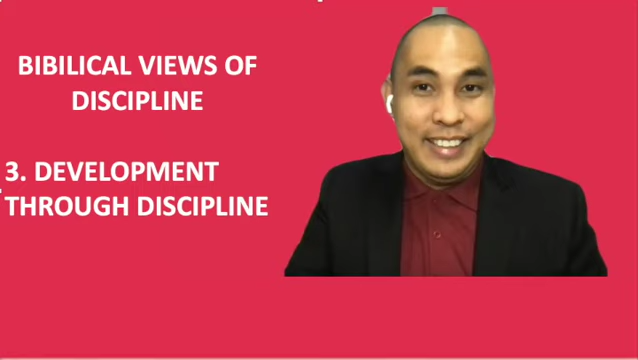 BIBILICAL VIEWS OF
DISCIPLINE
3. DEVELOPMENT
THROUGH DISCIPLINE